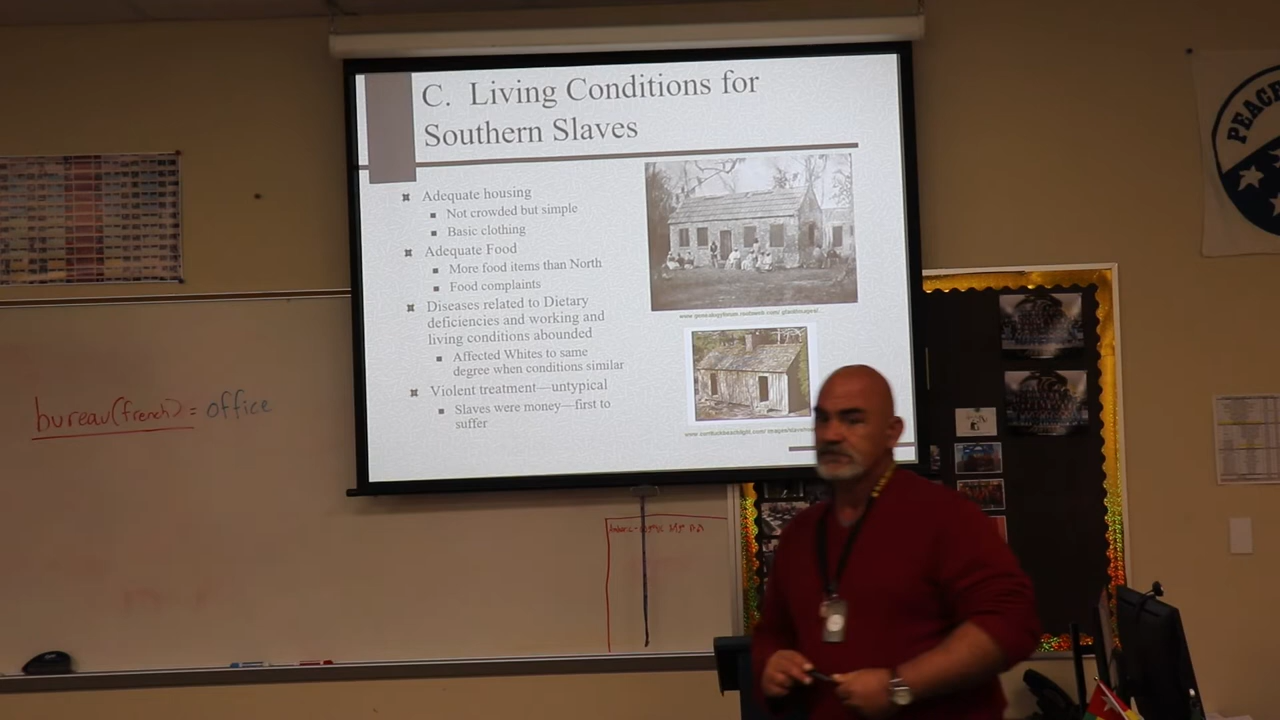 C. Living Conditions for
Southern Slaves
Adequate housing
Not crowded but simple
Basic clothing
Adequate Food
More food items than North
Food complaints
Diseases related to Dietary
deficiencies and working and
living conditions abounded
Affected Whites to same
degree when conditions similar
Violent treatment—untypical
Slaves were money—first to
suffer
bureau(french) = office
PEACE